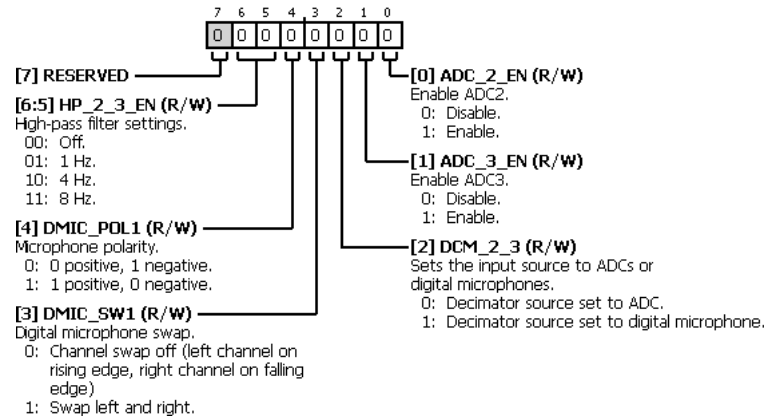 7 6 5 4 3 2 1 0
0 0 0 0 0 0 0 0
[7] RESERVED
[6:5] HP_2_3_EN (R/W)
High-pass filter settings.
00: Off.
01: 1 Hz.
10: 4 Hz.
11: 8 Hz.
[4] DMIC_POL1 (R/W)
Microphone polarity.
0: 0 positive, 1 negative.
1: 1 positive, 0 negative.
[3] DMIC_SW1 (R/W)
Digital microphone swap.
0: Channel swap off (left channel on
rising edge, right channel on falling
edge)
1: Swap left and right.
[0] ADC_2_EN (R/W)
Enable ADC2.
0: Disable.
1: Enable.
[1] ADC_3_EN (R/W)
Enable ADC3.
0: Disable.
1: Enable.
[2] DCM_2_3 (R/W)
Sets the input source to ADCs or
digital microphones.
0: Decimator source set to ADC.
1: Decimator source set to digital microphone.